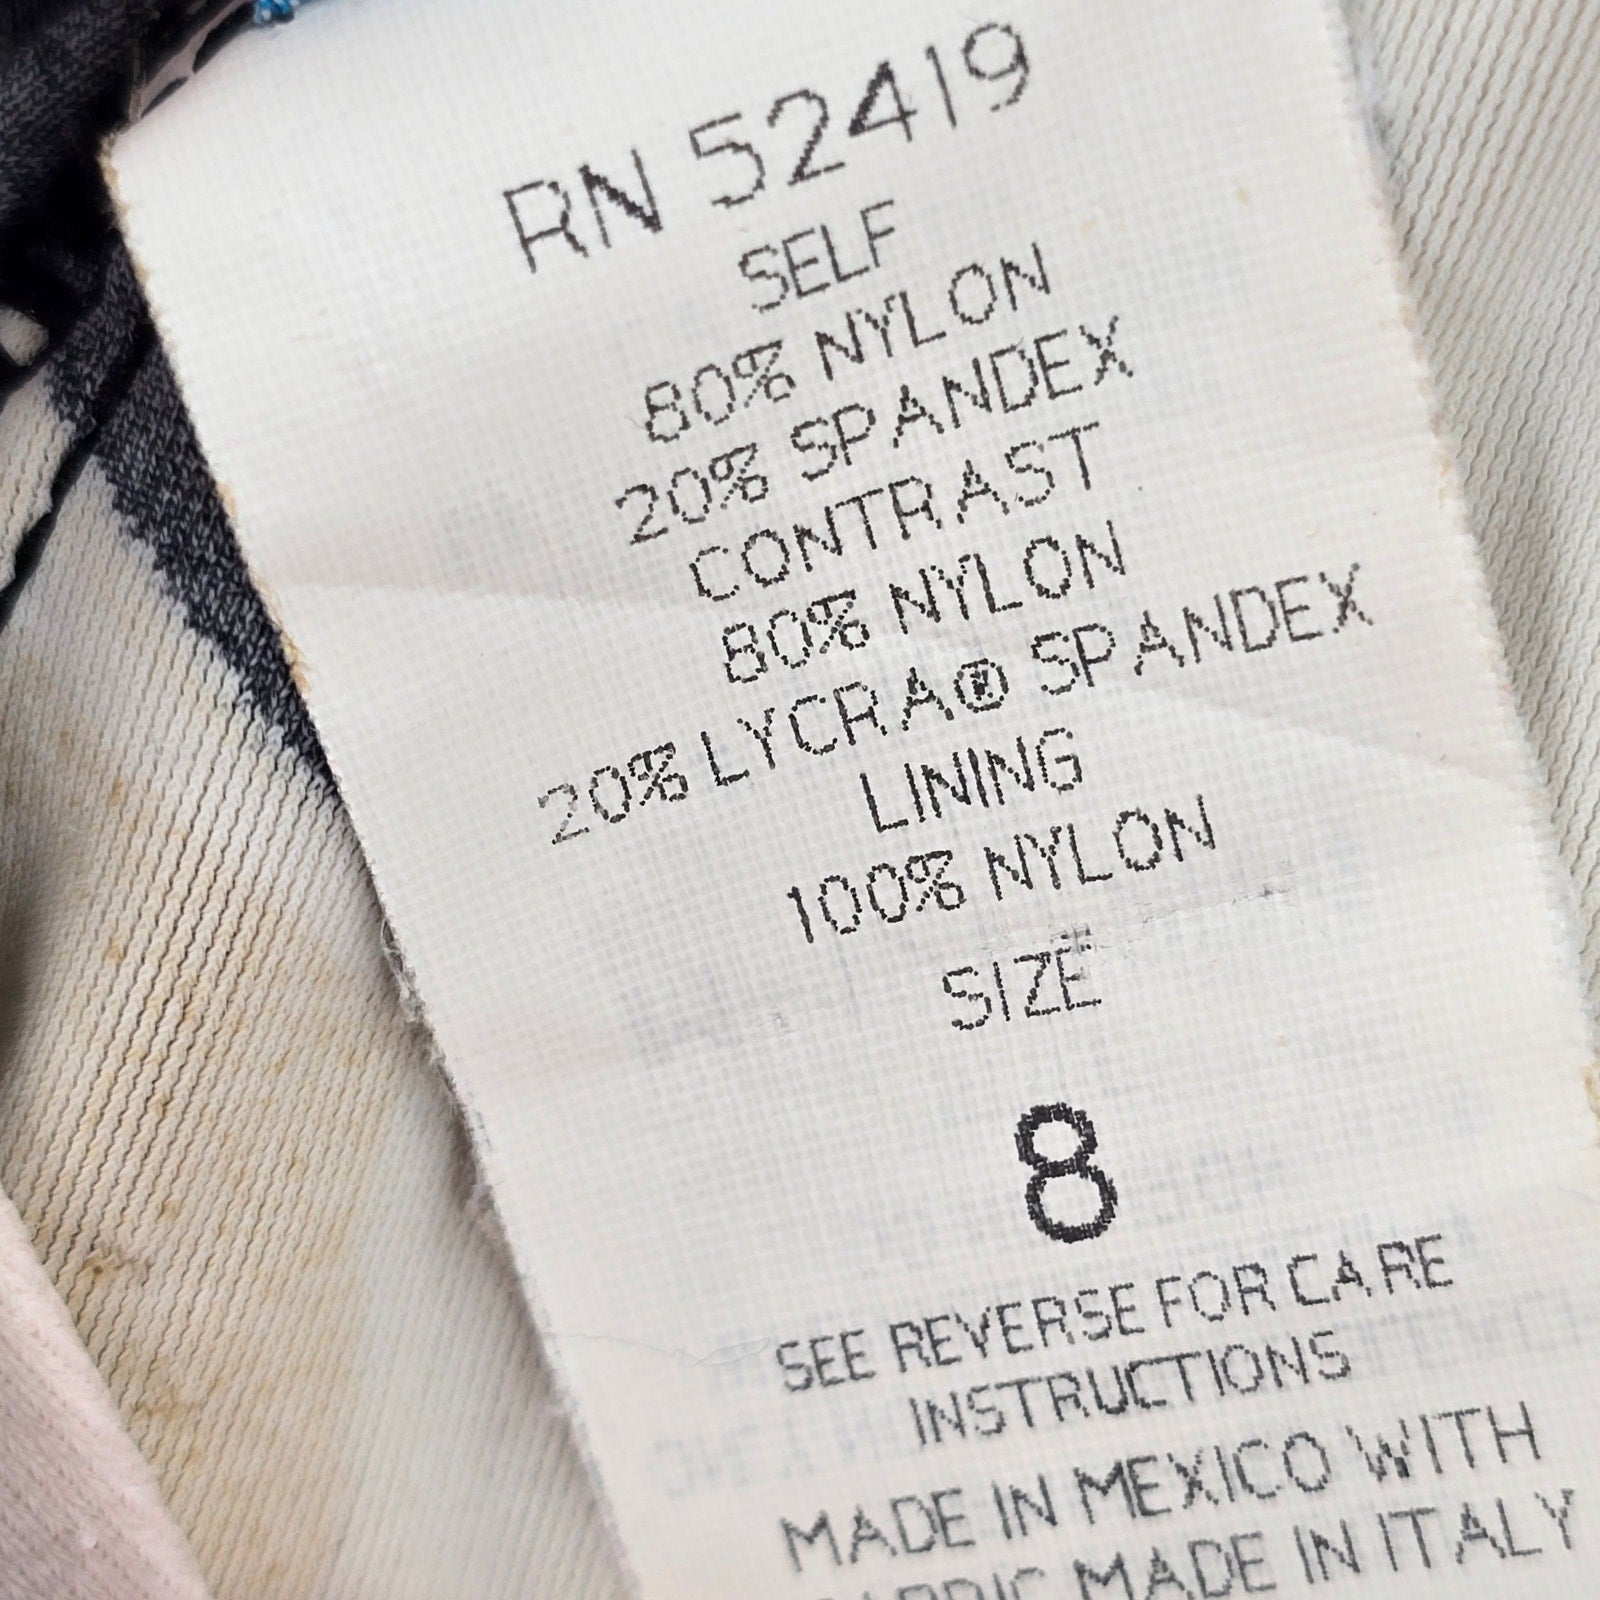 RN 52419
SELF
80% NYLON
20% SPANDEX
CONTRAST
80% NYLON
20% LYCRA® SPANDEX
LINING
100% NYLON
SIZE
8
SEE REVERSE FOR CARE
INSTRUCTIONS
MADE IN MEXICO WITH
FABRIC MADE IN ITALY